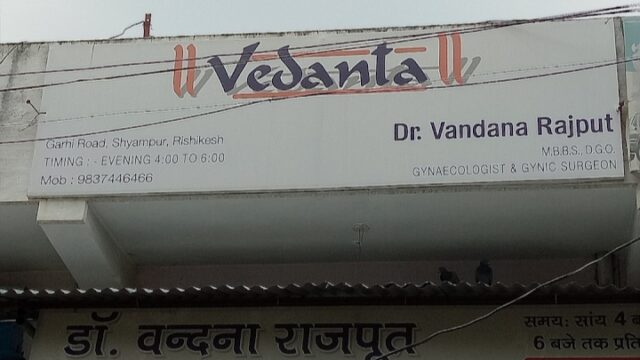 ||Vedanta||
Garhi Road, Shyampur, Rishikesh
TIMING : - EVENING 4:00 TO 6:00
Mob : 9837446466
Dr. Vandana Rajput
M.B.B.S., D.G.O.
GYNAECOLOGIST & GYNIC SURGEON
डॉ. वन्दना राजपूत
समय: सांय 4 ब
6 बजे तक प्रति